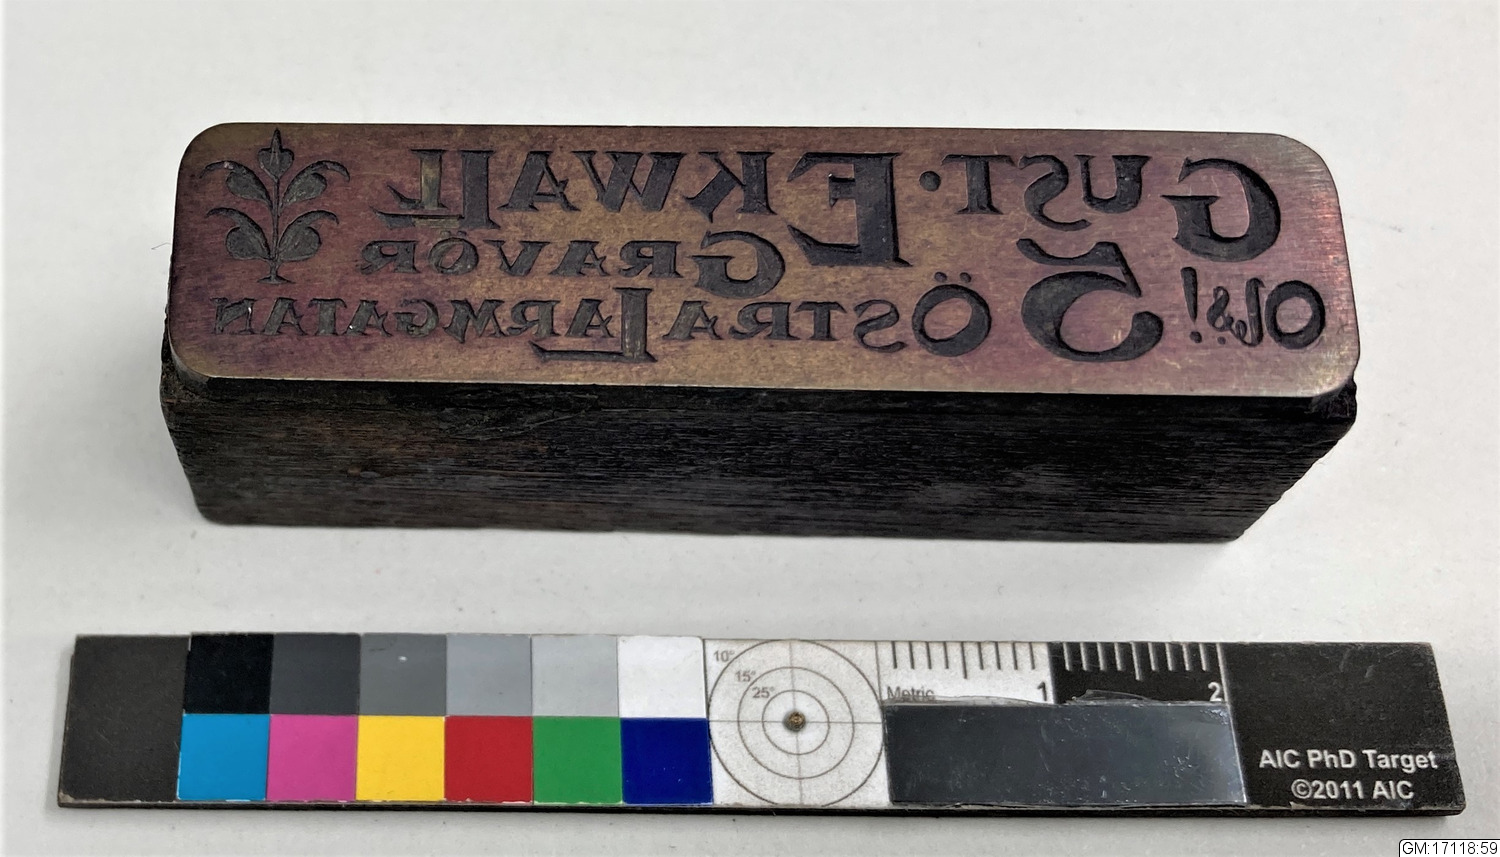 GUST. EKWALL
GRAVÖR
OBS! 5 ÖSTRA LARMGATAN
10°
15°
25°
Metric 1 2
AIC PhD Target
©2011 AIC
GM:17118:59